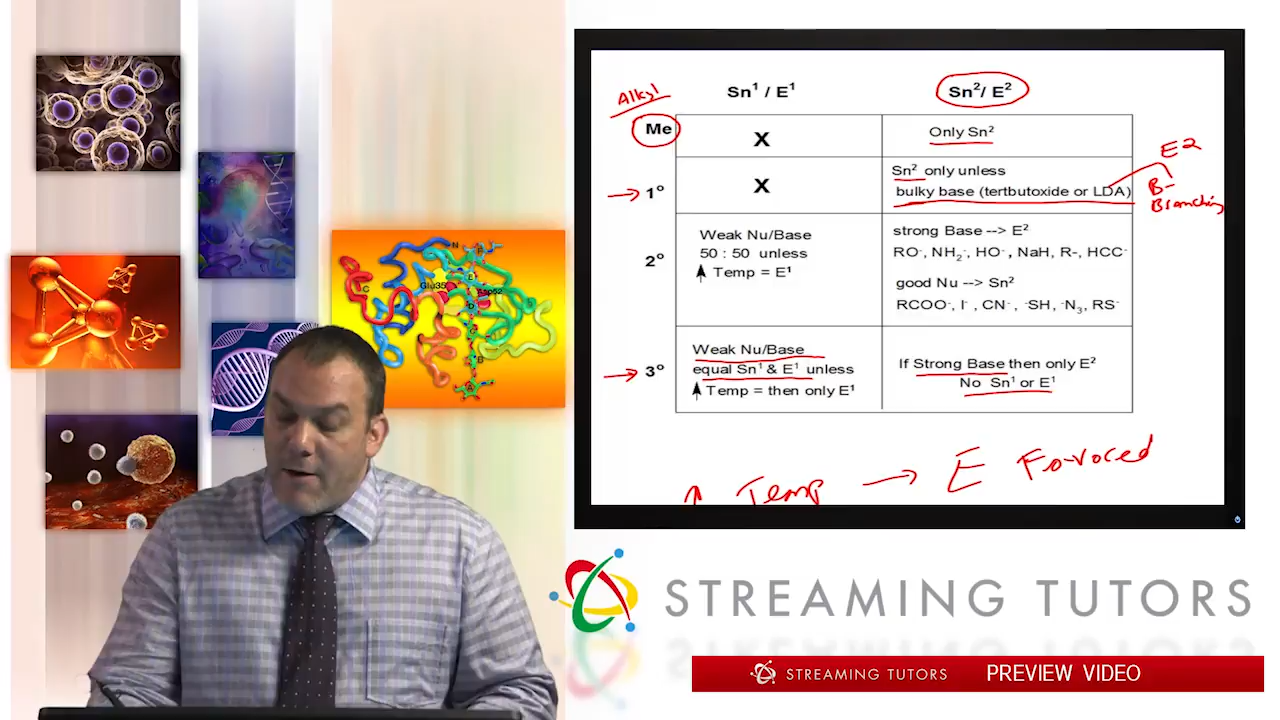 Alkyl
Sn¹ / E¹
Sn²/ E²
Me
X
Only Sn²
E2
1°
X
Sn² only unless
bulky base (tertbutoxide or LDA)
B-
Branching
2°
Weak Nu/Base
50 : 50 unless
Temp = E¹
strong Base --> E²
RO⁻, NH₂⁻, HO⁻, NaH, R-, HCC⁻
good Nu --> Sn²
RCOO⁻, I⁻, CN⁻, ⁻SH, ⁻N₃, RS⁻
3°
Weak Nu/Base
equal Sn¹ & E¹ unless
Temp = then only E¹
If Strong Base then only E²
No Sn¹ or E¹
↑ Temp → E Favored
N
C
Glu35
E
Asp52
D
B
STREAMING TUTORS
STREAMING TUTORS PREVIEW VIDEO